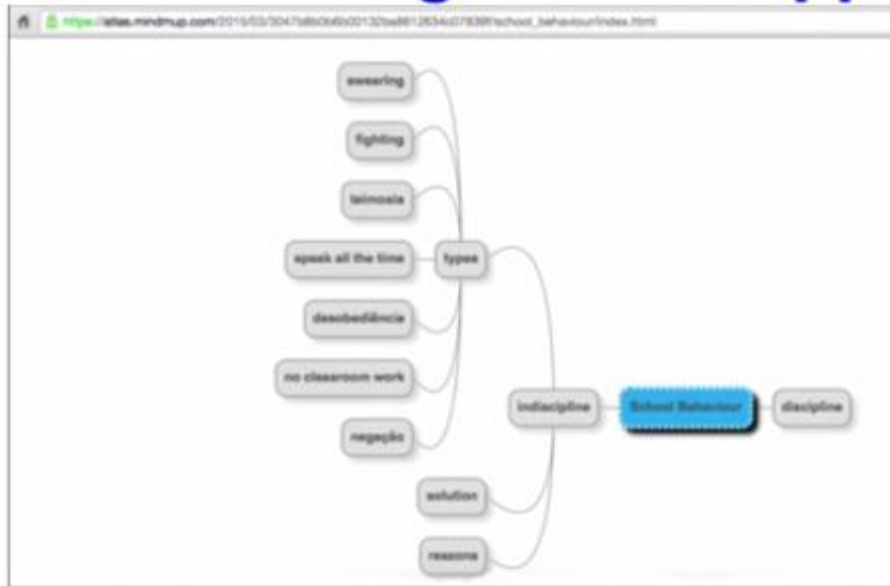 swearing
fighting
teimosia
speak all the time
types
desobediência
no classroom work
indiscipline
School Behaviour
discipline
negação
solution
reasons